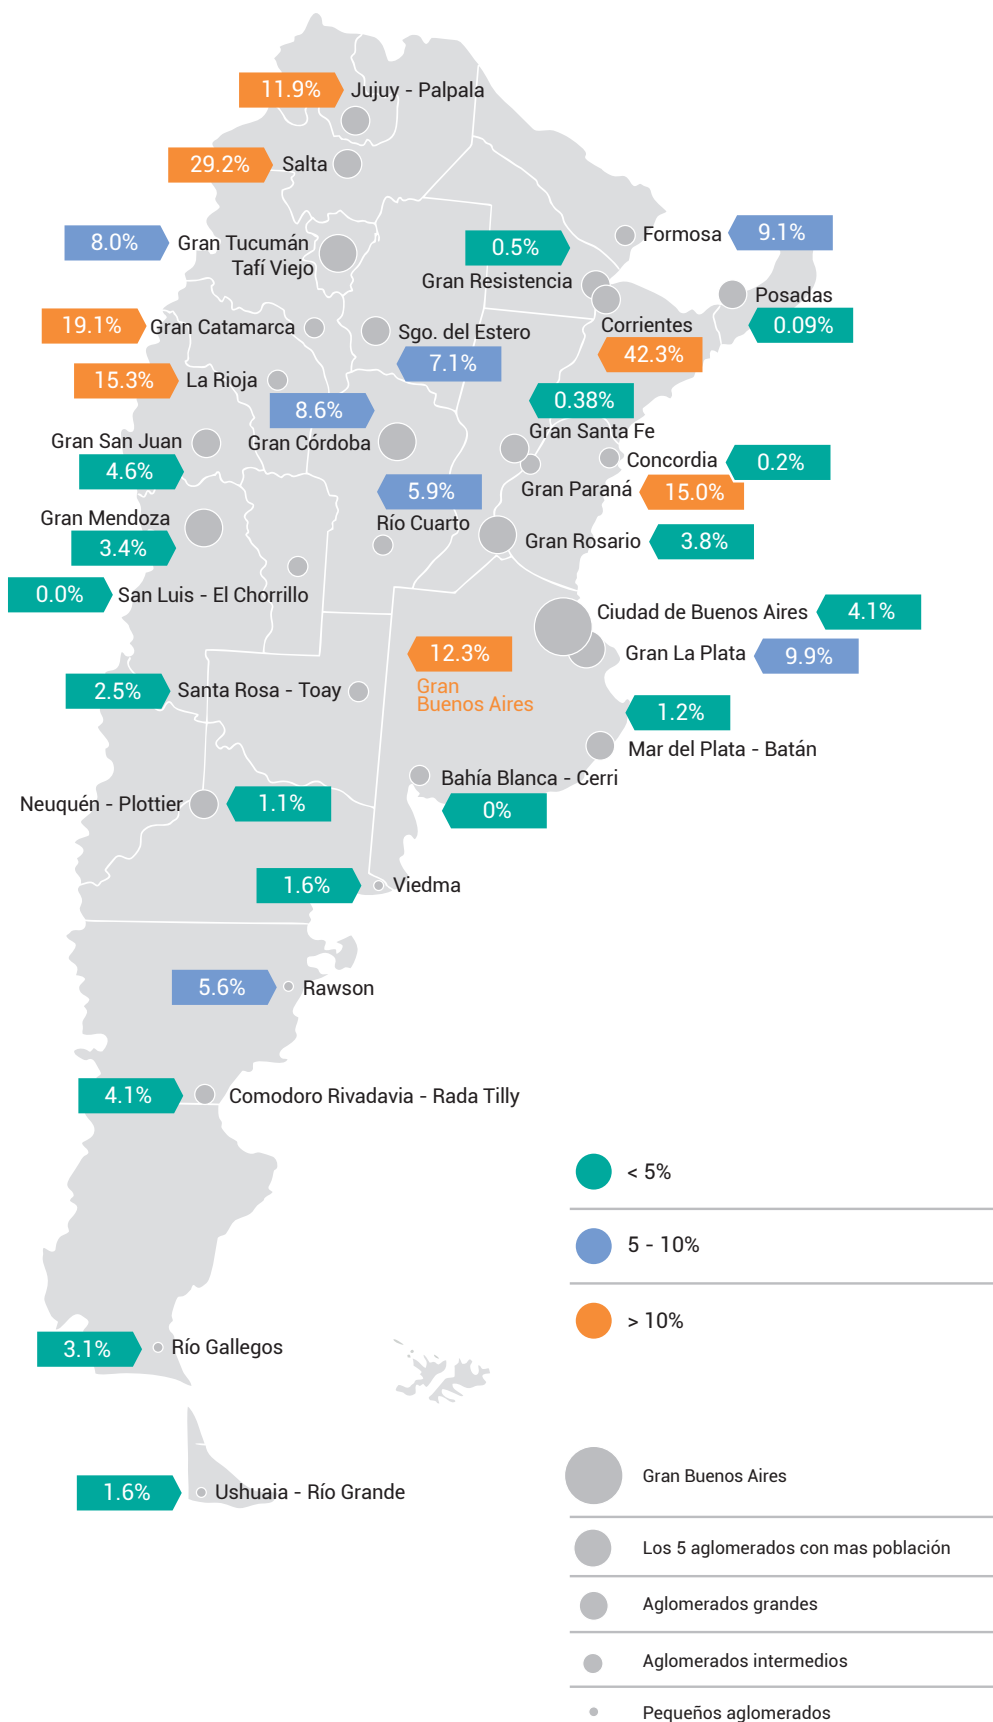 11.9%
Jujuy - Palpala
29.2%
Salta
8.0%
Gran Tucumán
Tafí Viejo
0.5%
Gran Resistencia
Formosa
9.1%
Posadas
0.09%
19.1%
Gran Catamarca
Sgo. del Estero
7.1%
Corrientes
42.3%
15.3%
La Rioja
8.6%
Gran Córdoba
0.38%
Gran Santa Fe
Gran San Juan
4.6%
Concordia
0.2%
5.9%
Río Cuarto
Gran Paraná
15.0%
Gran Mendoza
3.4%
Gran Rosario
3.8%
0.0%
San Luis - El Chorrillo
Ciudad de Buenos Aires
4.1%
12.3%
Gran
Buenos Aires
Gran La Plata
9.9%
2.5%
Santa Rosa - Toay
1.2%
Mar del Plata - Batán
Bahía Blanca - Cerri
0%
Neuquén - Plottier
1.1%
1.6%
Viedma
5.6%
Rawson
4.1%
Comodoro Rivadavia - Rada Tilly
< 5%
5 - 10%
> 10%
3.1%
Río Gallegos
1.6%
Ushuaia - Río Grande
Gran Buenos Aires
Los 5 aglomerados con mas población
Aglomerados grandes
Aglomerados intermedios
Pequeños aglomerados